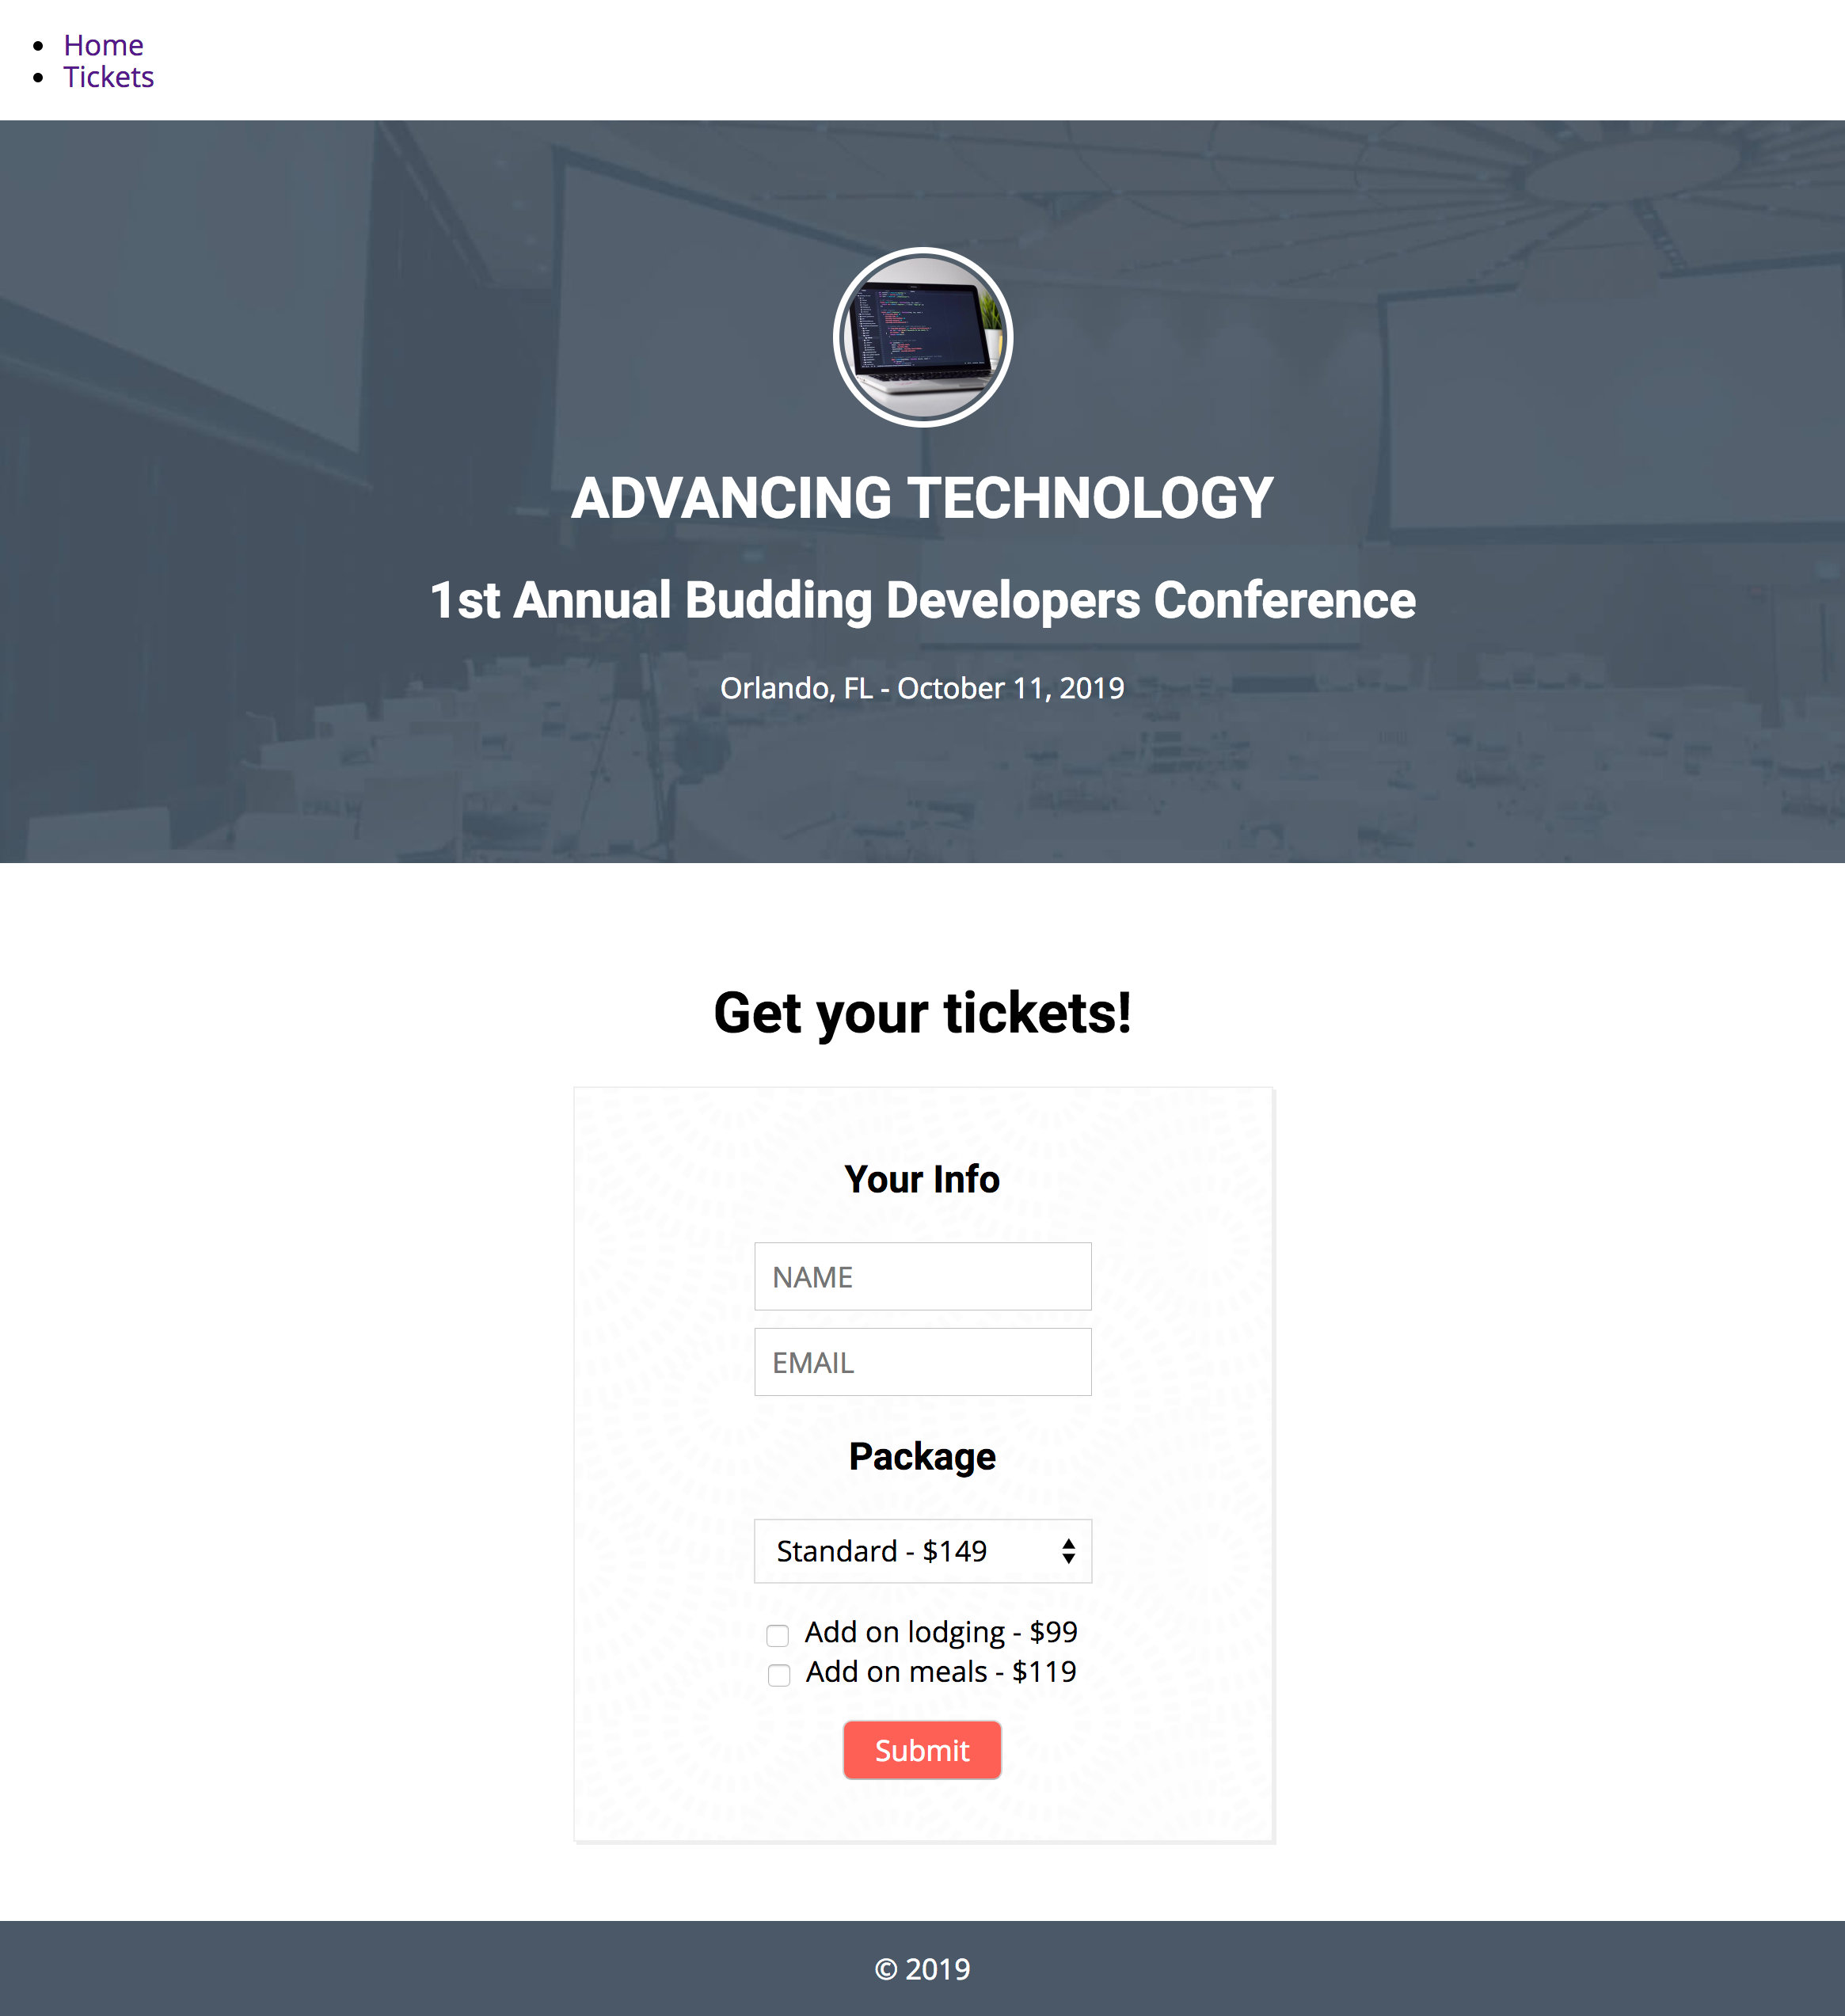 Home
Tickets
ADVANCING TECHNOLOGY
1st Annual Budding Developers Conference
Orlando, FL - October 11, 2019
Get your tickets!
Your Info
NAME
EMAIL
Package
Standard - $149
Add on lodging - $99
Add on meals - $119
Submit
© 2019